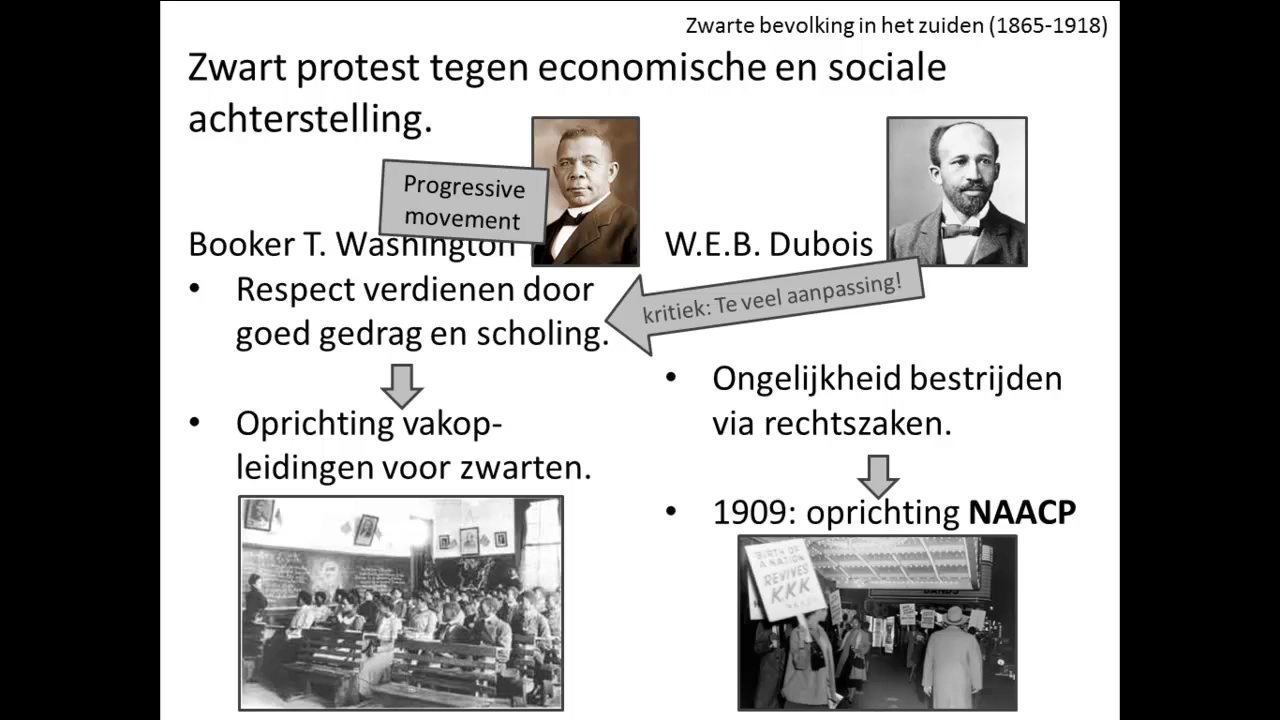 Zwarte bevolking in het zuiden (1865-1918)
Zwart protest tegen economische en sociale
achterstelling.
Progressive
movement
Booker T. Washington
Respect verdienen door
goed gedrag en scholing.
Oprichting vakop-
leidingen voor zwarten.
W.E.B. Dubois
kritiek: Te veel aanpassing!
Ongelijkheid bestrijden
via rechtszaken.
1909: oprichting NAACP
BIRTH OF
A NATION
REVIVES
KKK